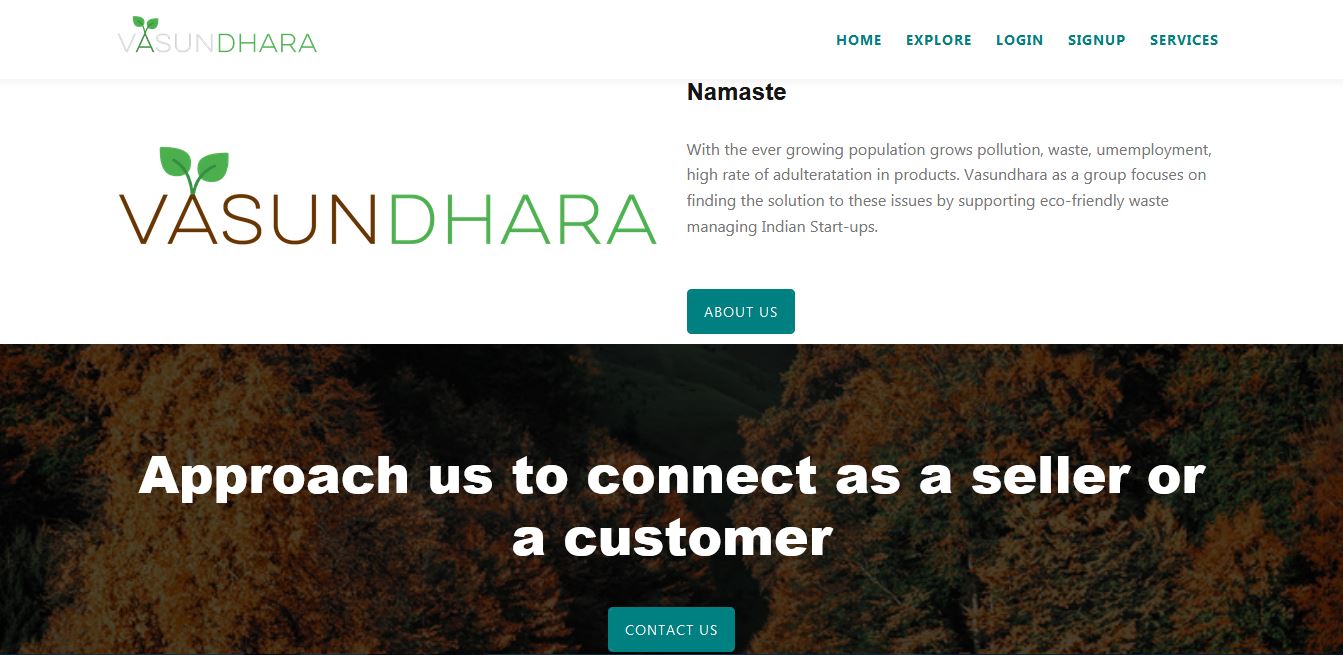 VASUNDHARA
HOME EXPLORE LOGIN SIGNUP SERVICES
VASUNDHARA
Namaste
With the ever growing population grows pollution, waste, umemployment,
high rate of adulteratation in products. Vasundhara as a group focuses on
finding the solution to these issues by supporting eco-friendly waste
managing Indian Start-ups.
ABOUT US
Approach us to connect as a seller or
a customer
CONTACT US